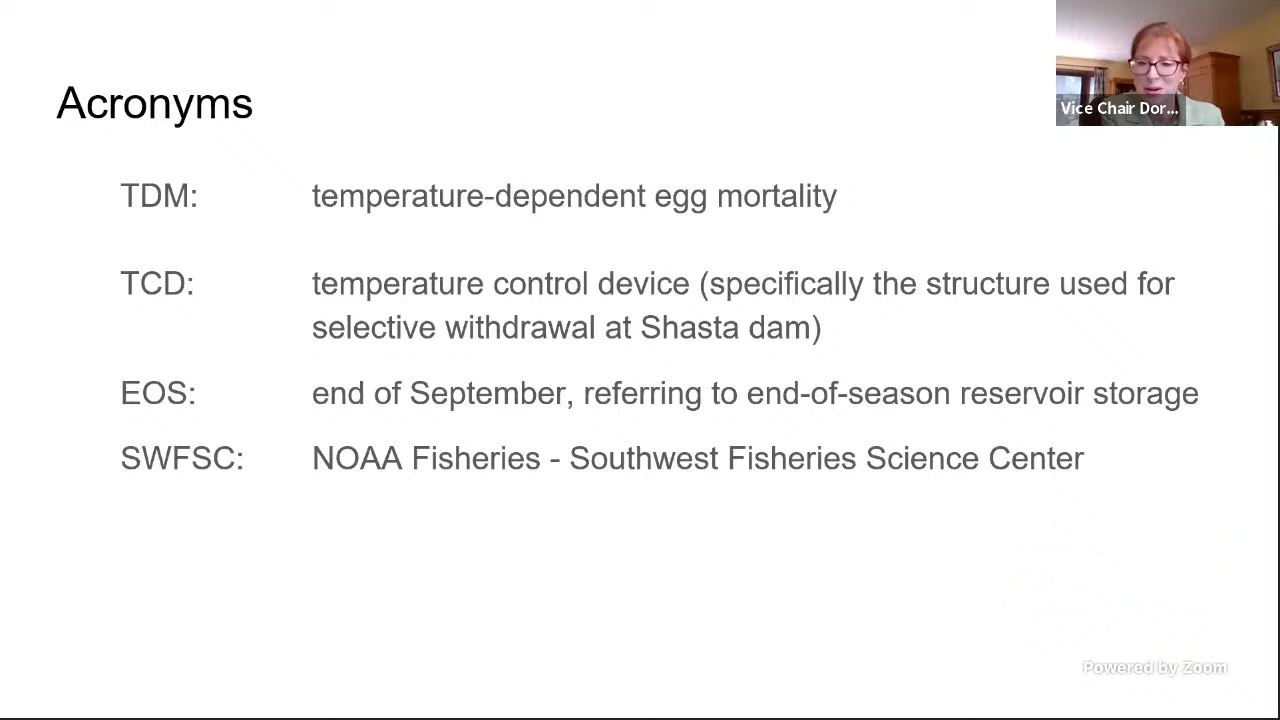 Acronyms
Vice Chair Dor...
TDM: temperature-dependent egg mortality
TCD: temperature control device (specifically the structure used for
selective withdrawal at Shasta dam)
EOS: end of September, referring to end-of-season reservoir storage
SWFSC: NOAA Fisheries - Southwest Fisheries Science Center
Powered by Zoom